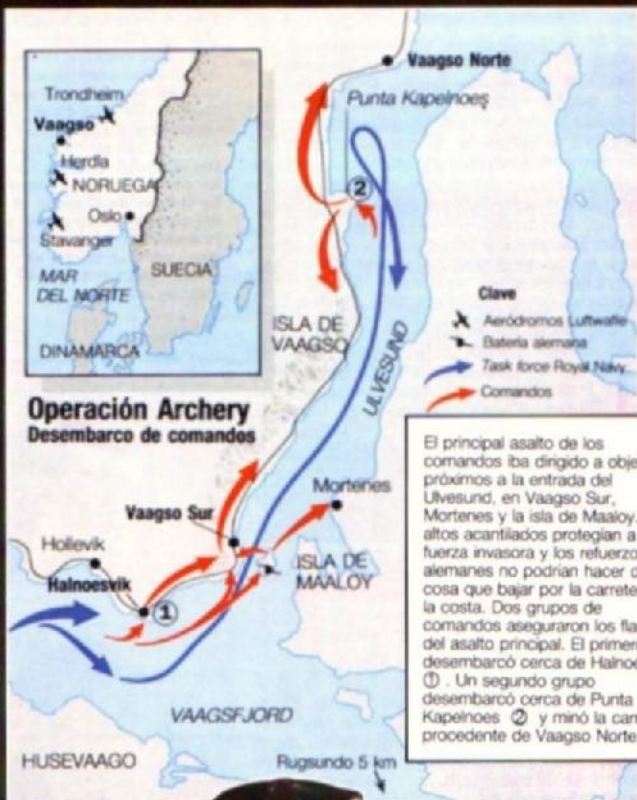 Vaagso Norte
Punta Kapelnoes
Trondheim
Vaagso
Herdla
NORUEGA
Oslo
Stavanger
MAR
DEL NORTE
SUECIA
DINAMARCA
②
Clave
Aeródromos Luftwaffe
Batería alemana
Task force Royal Navy
Comandos
ISLA DE
VAAGSO
ULVESUND
Operación Archery
Desembarco de comandos
Mortenes
Vaagso Sur
Hollevik
ISLA DE
MAALOY
Halnoesvik
①
VAAGSFJORD
HUSEVAAGO
Rugsundo 5 km
El principal asalto de los
comandos iba dirigido a obje
próximos a la entrada del
Ulvesund, en Vaagso Sur,
Mortenes y la isla de Maaloy.
altos acantilados protegían a
fuerza invasora y los refuerzo
alemanes no podrían hacer o
cosa que bajar por la carrete
la costa. Dos grupos de
comandos aseguraron los fla
del asalto principal. El primer
desembarcó cerca de Halnoe
① . Un segundo grupo
desembarcó cerca de Punta
Kapelnoes ② y minó la carr
procedente de Vaagso Norte